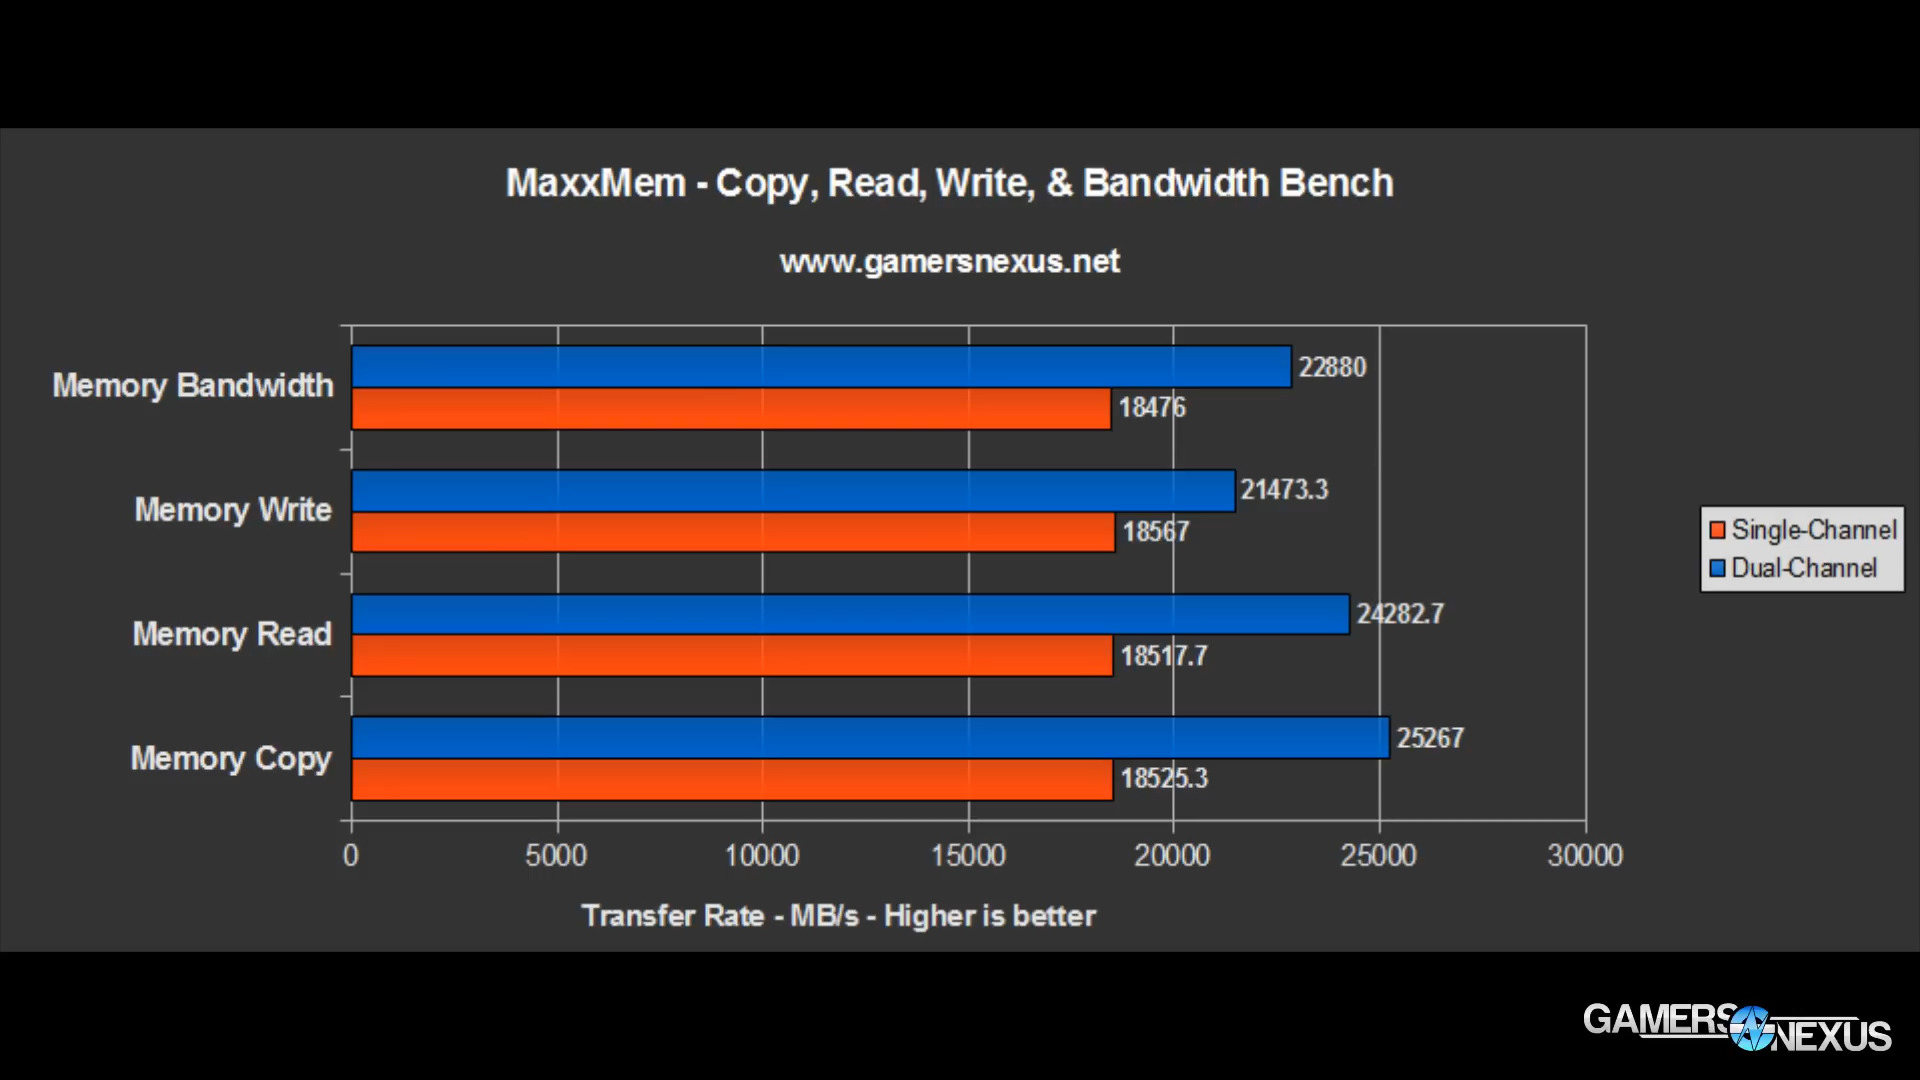 MaxxMem - Copy, Read, Write, & Bandwidth Bench
www.gamersnexus.net
Memory Bandwidth
22880
18476
Memory Write
21473.3
18567
Memory Read
24282.7
18517.7
Memory Copy
25267
18525.3
0 5000 10000 15000 20000 25000 30000
Transfer Rate - MB/s - Higher is better
Single-Channel
Dual-Channel
GAMERS NEXUS